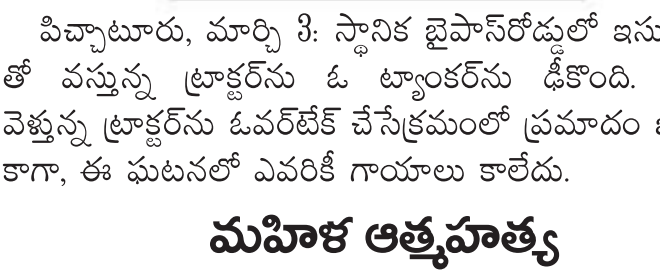 పిచ్చాటూరు, మార్చి 3: స్థానిక బైపాస్‌రోడ్డులో ఇసు
తో వస్తున్న ట్రాక్టర్‌ను ఓ ట్యాంకర్‌ను ఢీకొంది.
వెళ్తున్న ట్రాక్టర్‌ను ఓవర్‌టేక్ చేసేక్రమంలో ప్రమాదం
కాగా, ఈ ఘటనలో ఎవరికీ గాయాలు కాలేదు.
మహిళ ఆత్మహత్య